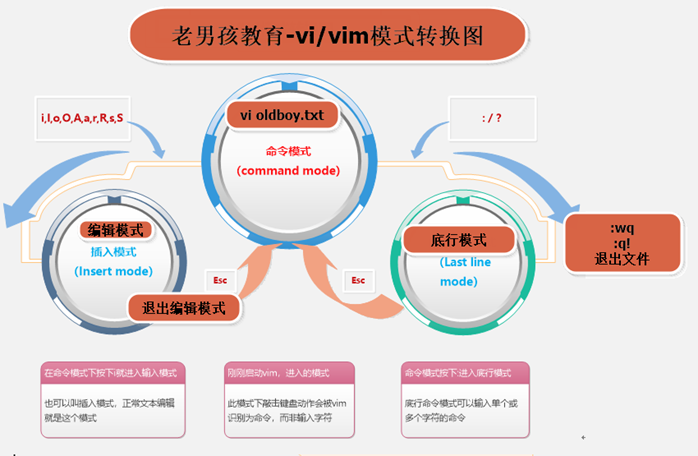 老男孩教育-vi/vim模式转换图
i,I,o,O,A,a,r,R,s,S
vi oldboy.txt
命令模式
(command mode)
: / ?
编辑模式
插入模式
(Insert mode)
退出编辑模式
Esc
Esc
底行模式
(Last line
mode)
:wq
:q!
退出文件
在命令模式下按下i就进入输入模式
也可以叫插入模式，正常文本编辑
就是这个模式
刚刚启动vim，进入的模式
此模式下敲击键盘动作会被vim
识别为命令，而非输入字符
命令模式按下:进入底行模式
底行命令模式可以输入单个或
多个字符的命令